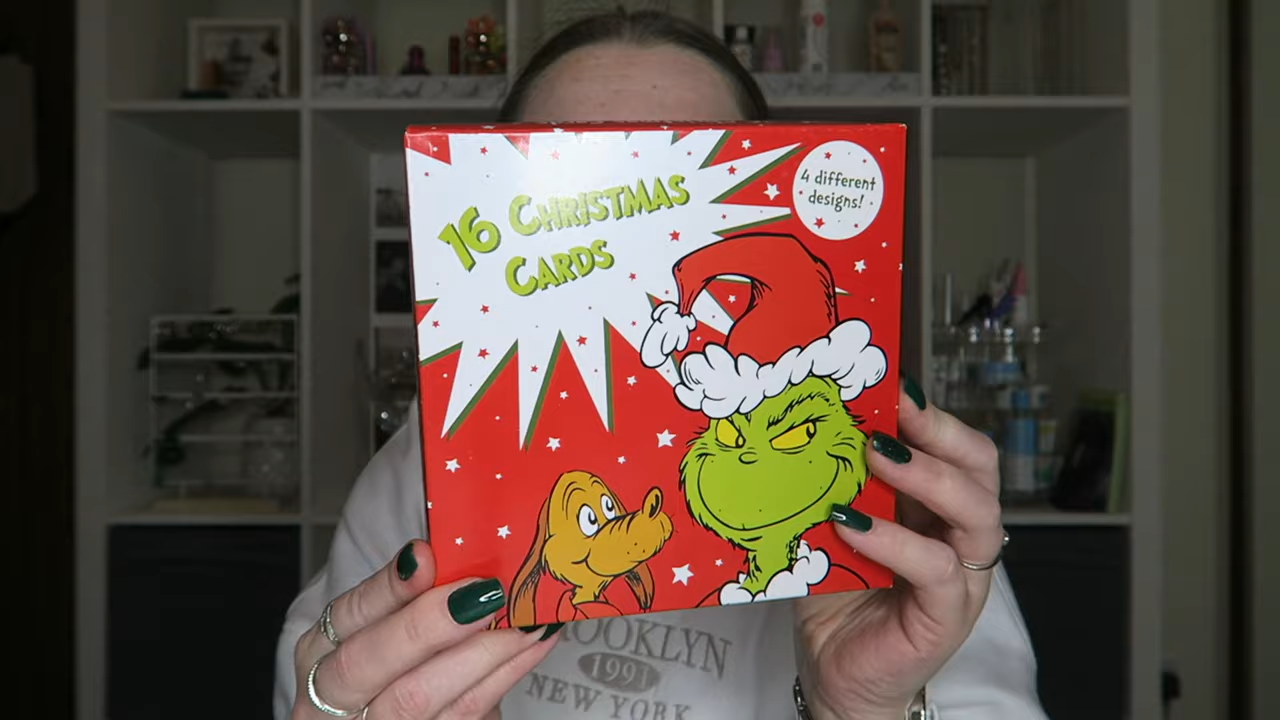 16 CHRISTMAS
CARDS
4 different
designs!
BROOKLYN
1991
NEW YORK